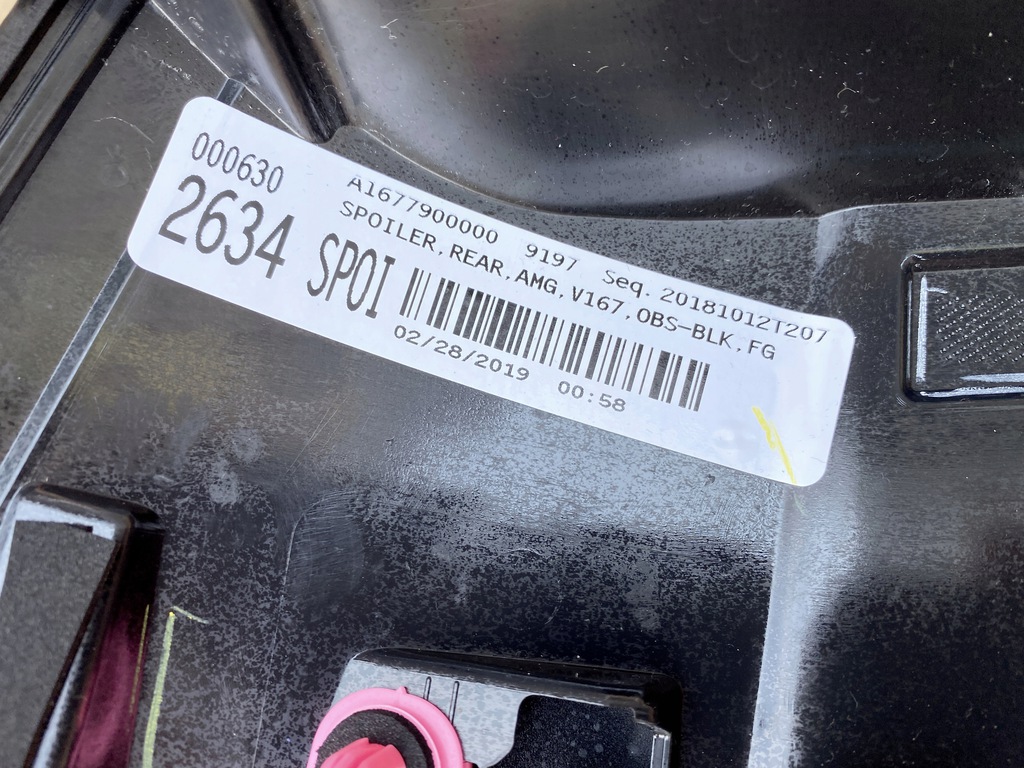 000630
A1677900000 9197 Seq. 20181012T207
2634 SPOI
SPOILER,REAR,AMG,V167,OBS-BLK,FG
02/28/2019 00:58